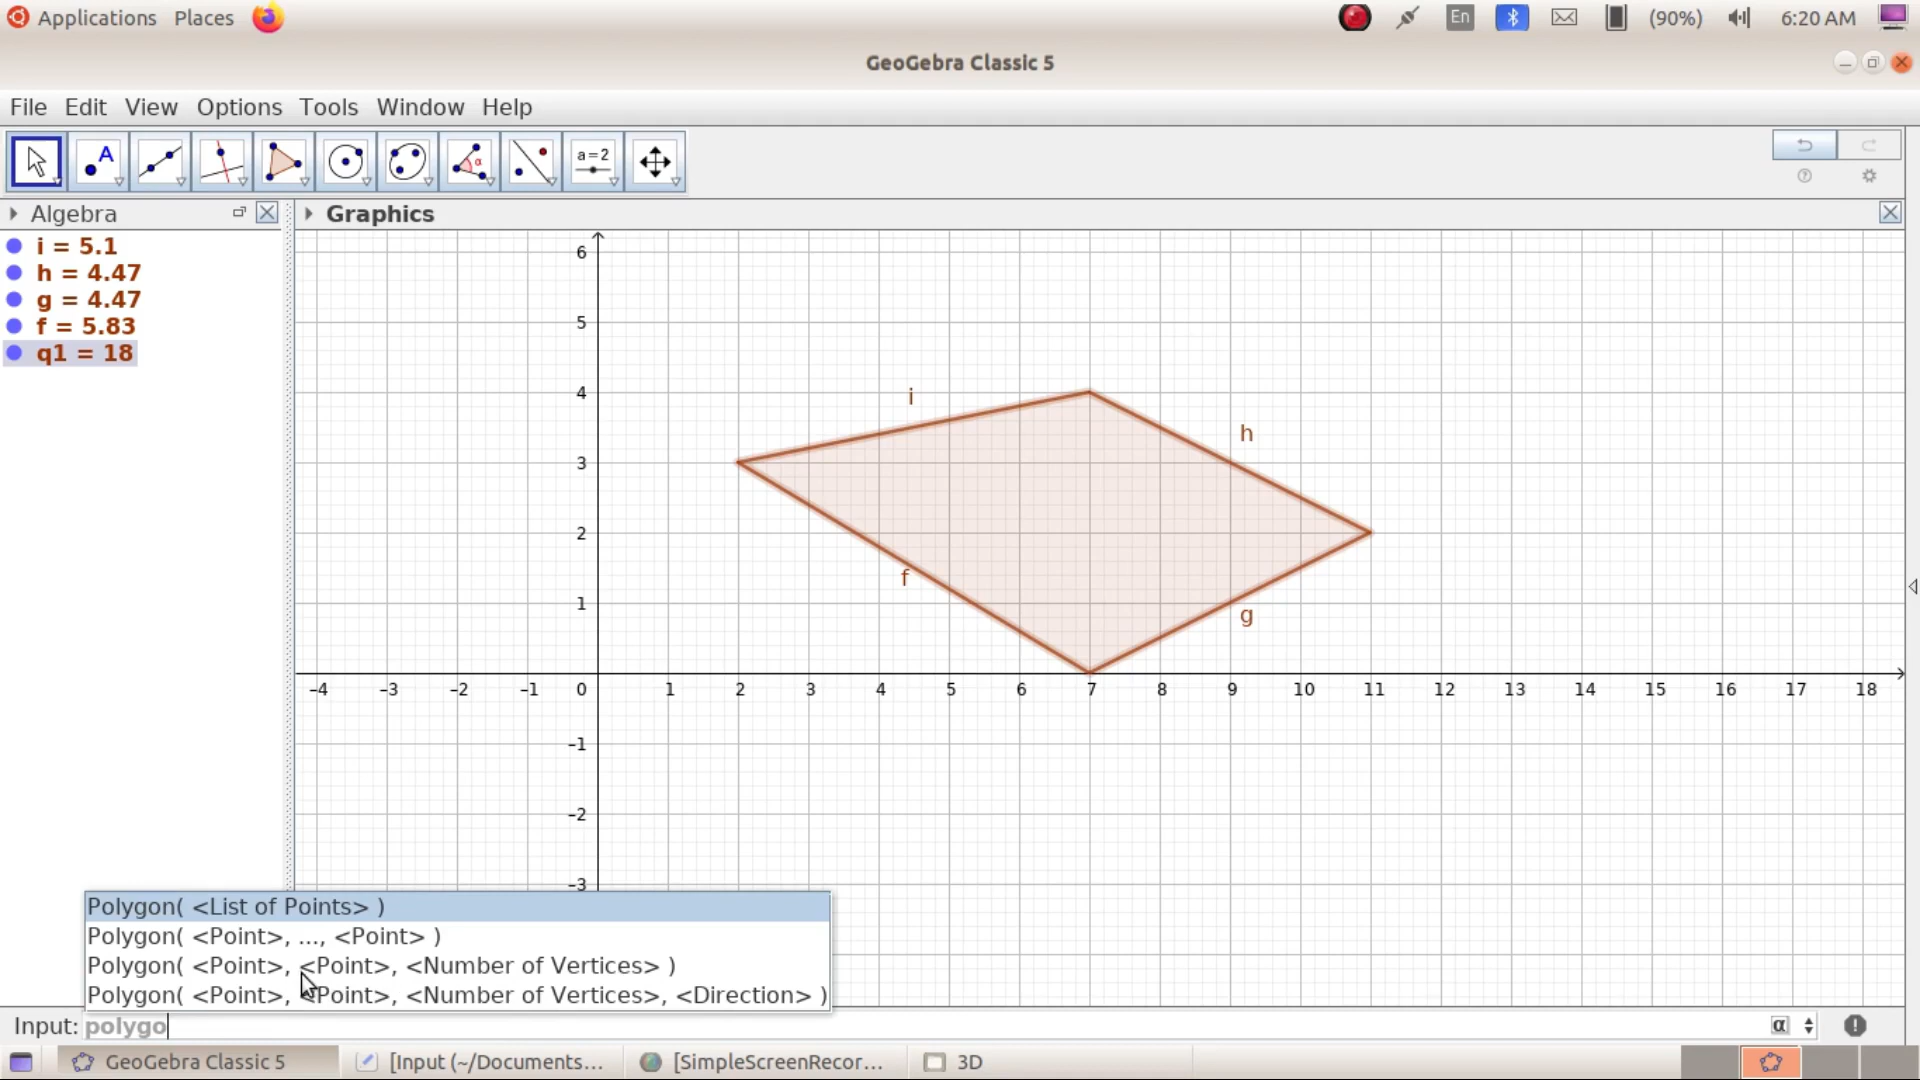 Applications Places En (90%) 6:20 AM
GeoGebra Classic 5
File Edit View Options Tools Window Help
A α a=2
Algebra
Graphics
i = 5.1
h = 4.47
g = 4.47
f = 5.83
q1 = 18
6
5
4
3
2
1
0
–1
–2
–3
i
h
f
g
–4 –3 –2 –1 1 2 3 4 5 6 7 8 9 10 11 12 13 14 15 16 17 18
Polygon( <List of Points> )
Polygon( <Point>, ..., <Point> )
Polygon( <Point>, <Point>, <Number of Vertices> )
Polygon( <Point>, <Point>, <Number of Vertices>, <Direction> )
Input: polygo α
GeoGebra Classic 5 [Input (~/Documents... [SimpleScreenRecor... 3D